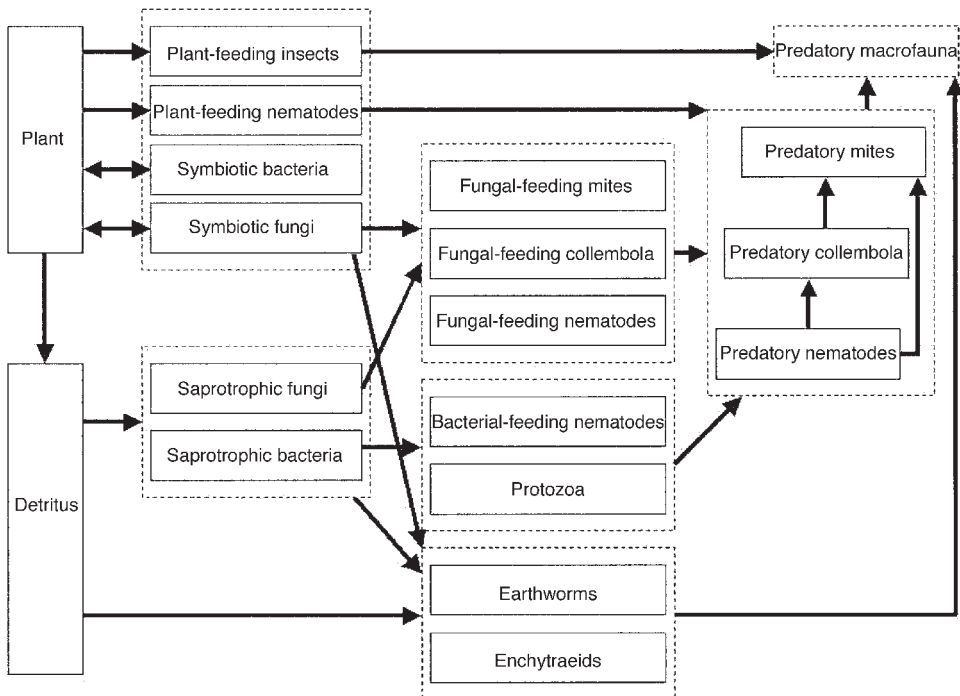 Plant
Detritus
Plant-feeding insects
Plant-feeding nematodes
Symbiotic bacteria
Symbiotic fungi
Saprotrophic fungi
Saprotrophic bacteria
Fungal-feeding mites
Fungal-feeding collembola
Fungal-feeding nematodes
Bacterial-feeding nematodes
Protozoa
Earthworms
Enchytraeids
Predatory macrofauna
Predatory mites
Predatory collembola
Predatory nematodes